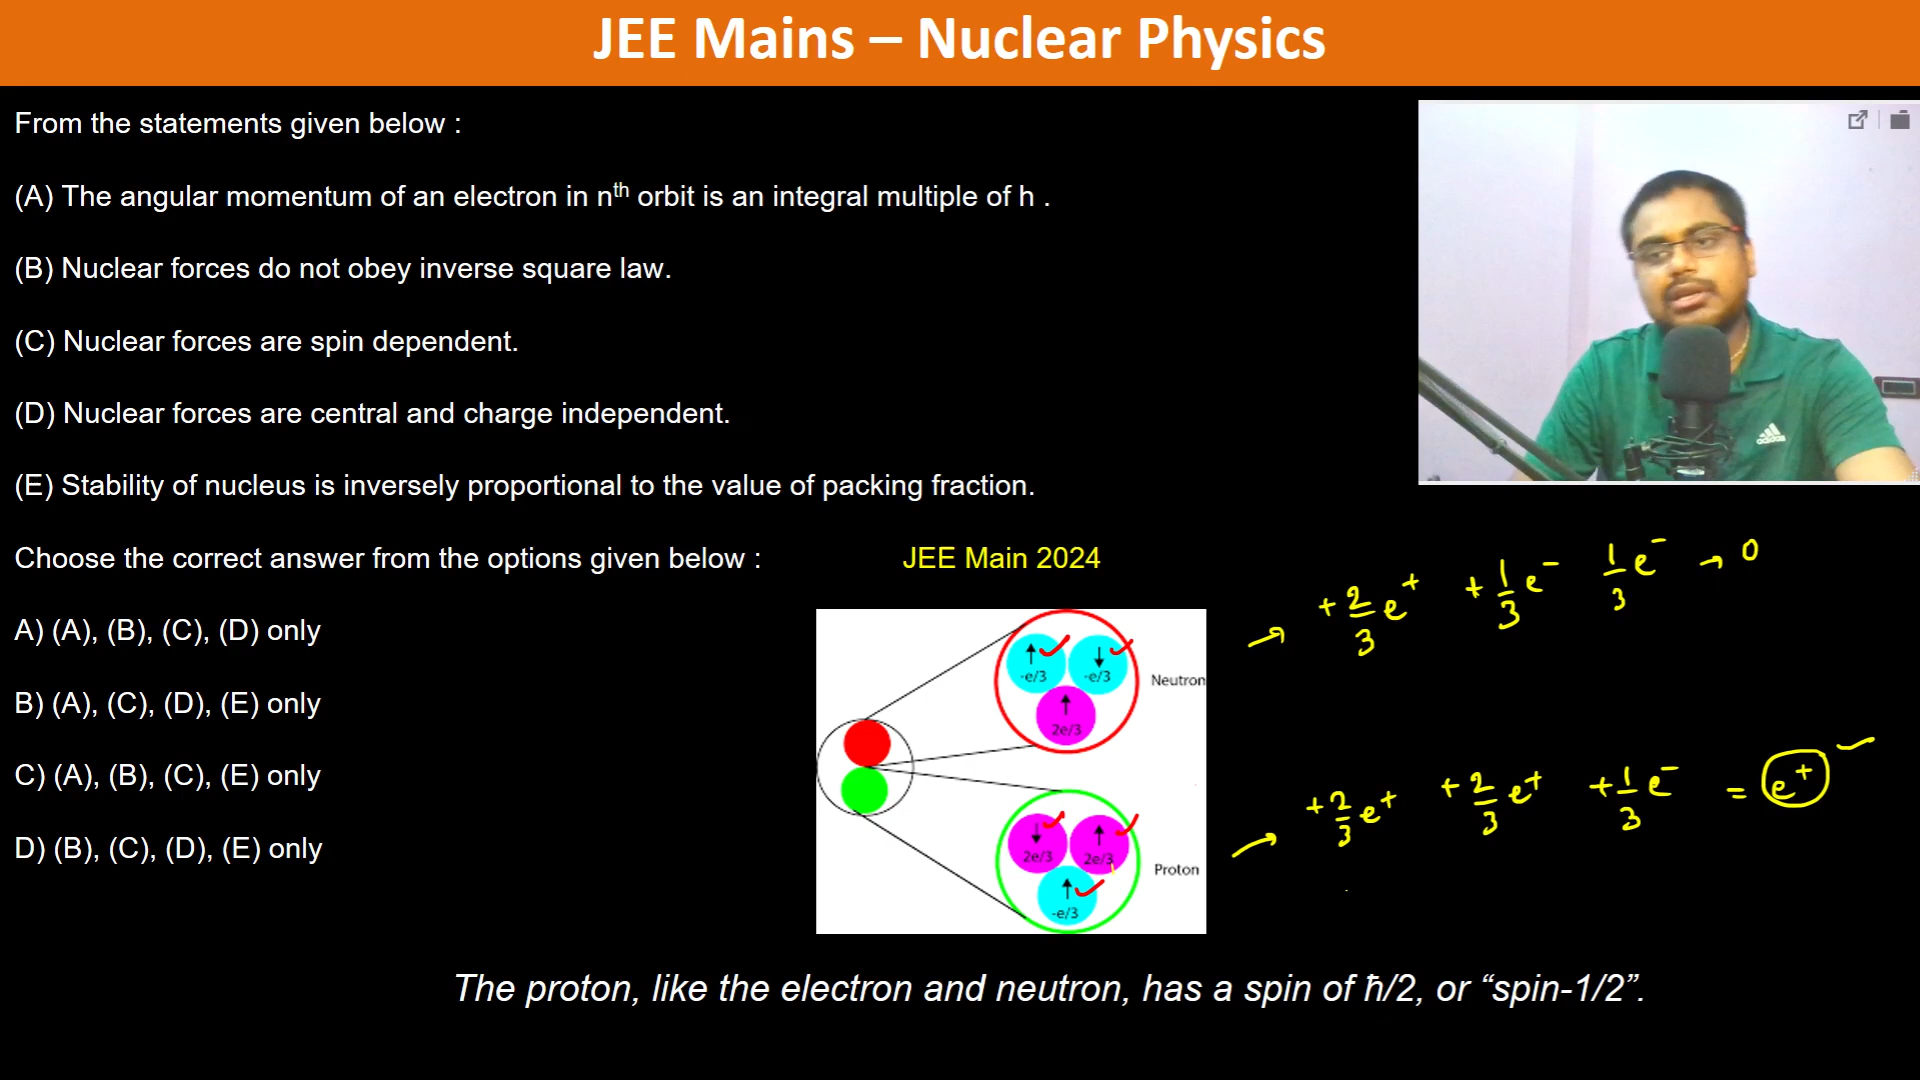 JEE Mains – Nuclear Physics
From the statements given below :
(A) The angular momentum of an electron in nth orbit is an integral multiple of h .
(B) Nuclear forces do not obey inverse square law.
(C) Nuclear forces are spin dependent.
(D) Nuclear forces are central and charge independent.
(E) Stability of nucleus is inversely proportional to the value of packing fraction.
Choose the correct answer from the options given below :
JEE Main 2024
A) (A), (B), (C), (D) only
B) (A), (C), (D), (E) only
C) (A), (B), (C), (E) only
D) (B), (C), (D), (E) only
↑ -e/3
↓ -e/3
↑ 2e/3
Neutron
↓ 2e/3
↑ 2e/3
↑ -e/3
Proton
adidas
→ +2/3 e⁺ +1/3 e⁻ 1/3 e⁻ → 0
→ +2/3 e⁺ +2/3 e⁺ +1/3 e⁻ = e⁺
The proton, like the electron and neutron, has a spin of ħ/2, or “spin-1/2”.